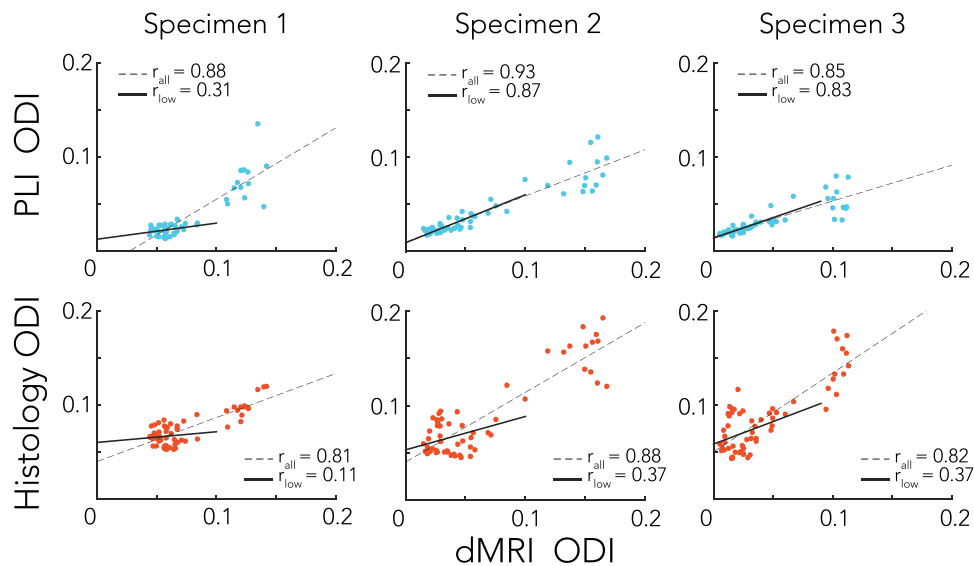 Specimen 1 Specimen 2 Specimen 3
0.2 0.2 0.2
r_all = 0.88 r_all = 0.93 r_all = 0.85
r_low = 0.31 r_low = 0.87 r_low = 0.83
PLI ODI
0.1 0.1 0.1
0 0.1 0.2 0 0.1 0.2 0 0.1 0.2
0.2 0.2 0.2
Histology ODI
0.1 0.1 0.1
r_all = 0.81 r_all = 0.88 r_all = 0.82
r_low = 0.11 r_low = 0.37 r_low = 0.37
0 0.1 0.2 0 0.1 0.2 0 0.1 0.2
dMRI ODI